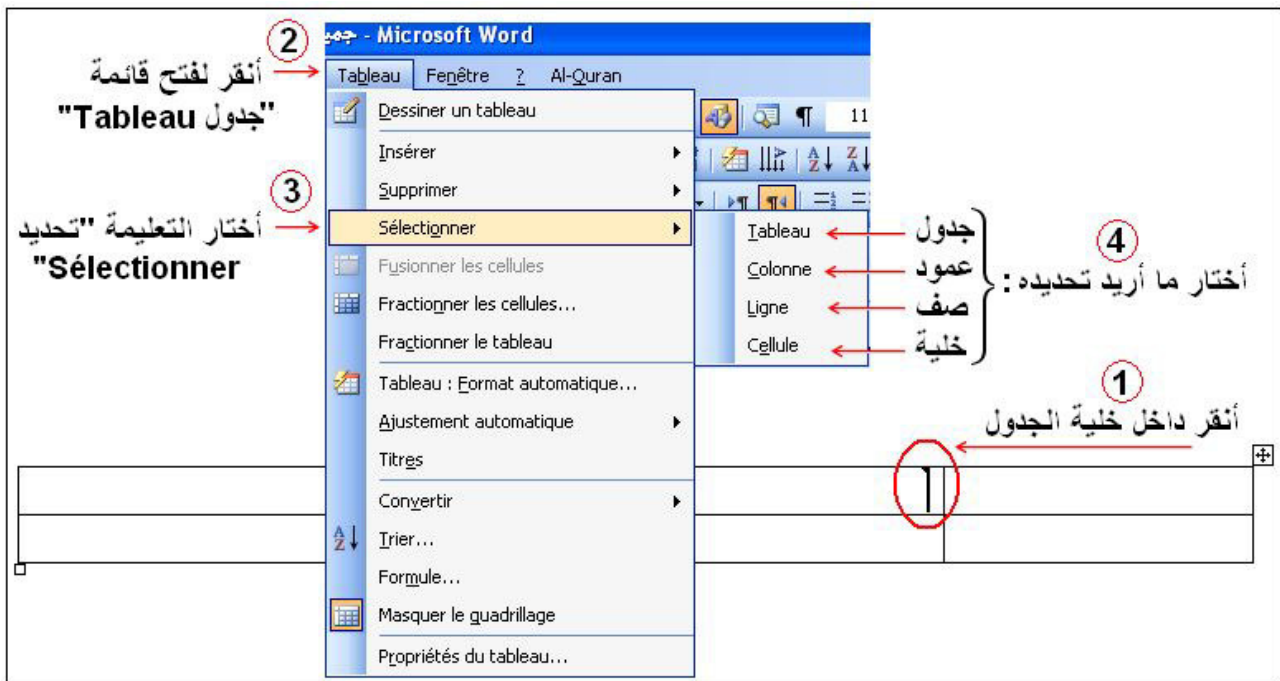 جميـ - Microsoft Word
Tableau Fenêtre ? Al-Quran
②
أنقر لفتح قائمة
"جدول Tableau"
Dessiner un tableau
11
Insérer
Supprimer
③
أختار التعليمة "تحديد
Sélectionner"
Sélectionner
Fusionner les cellules
Fractionner les cellules...
Fractionner le tableau
Tableau : Format automatique...
Ajustement automatique
Titres
Convertir
Trier...
Formule...
Masquer le quadrillage
Propriétés du tableau...
Tableau جدول
Colonne عمود
Ligne صف
Cellule خلية
④
أختار ما أريد تحديده :
①
أنقر داخل خلية الجدول